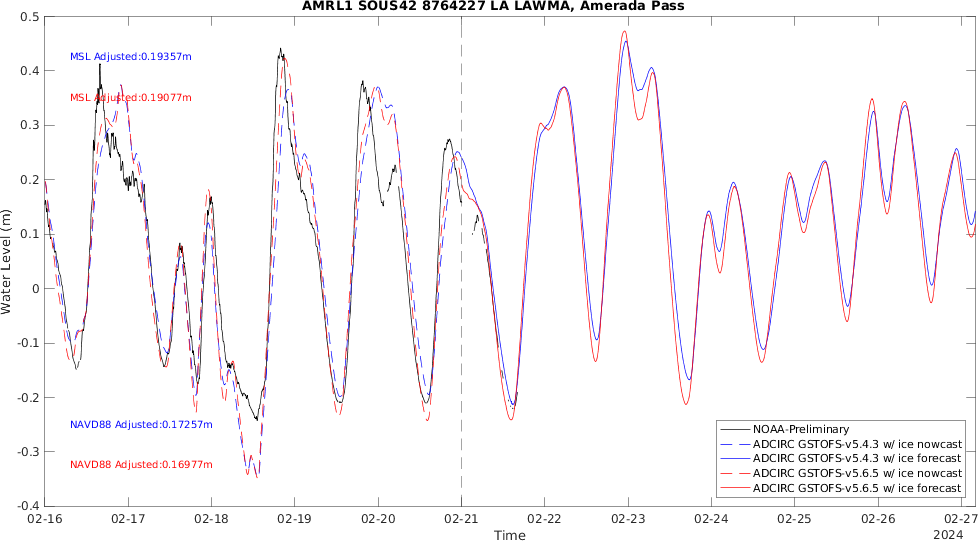 AMRL1 SOUS42 8764227 LA LAWMA, Amerada Pass
0.5
0.4
0.3
0.2
0.1
0
-0.1
-0.2
-0.3
-0.4
Water Level (m)
MSL Adjusted:0.19357m
MSL Adjusted:0.19077m
NAVD88 Adjusted:0.17257m
NAVD88 Adjusted:0.16977m
NOAA-Preliminary
ADCIRC GSTOFS-v5.4.3 w/ ice nowcast
ADCIRC GSTOFS-v5.4.3 w/ ice forecast
ADCIRC GSTOFS-v5.6.5 w/ ice nowcast
ADCIRC GSTOFS-v5.6.5 w/ ice forecast
02-16 02-17 02-18 02-19 02-20 02-21 02-22 02-23 02-24 02-25 02-26 02-27
Time
2024